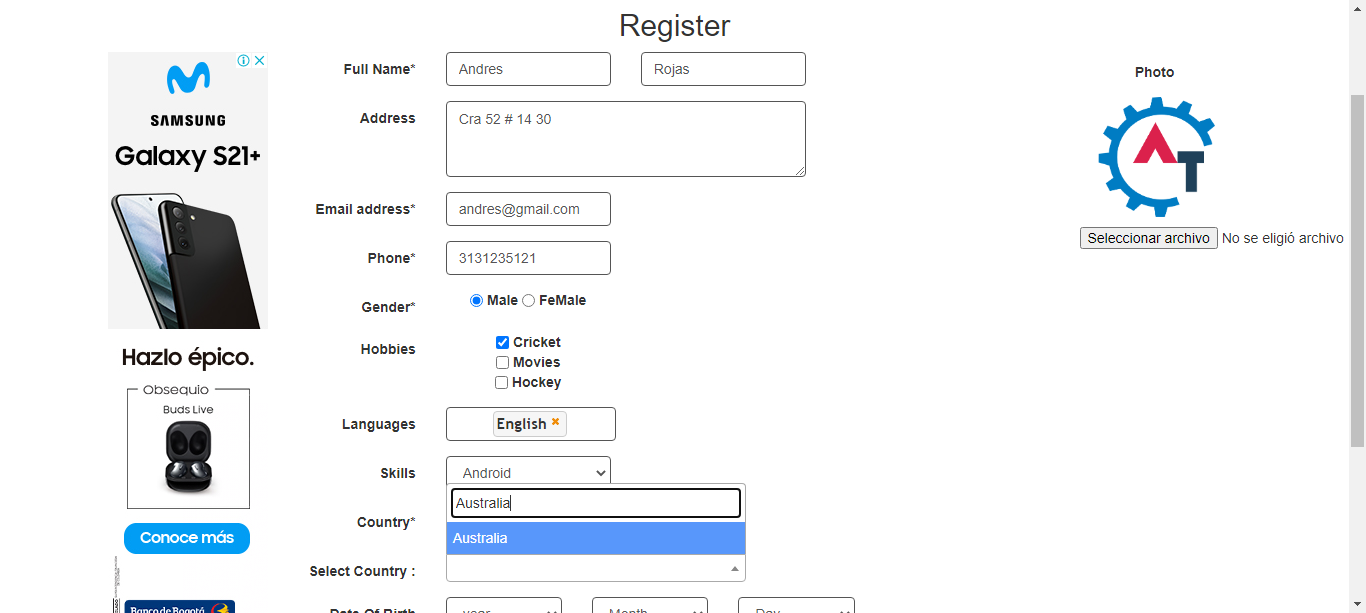 Register
Full Name*
Andres
Rojas
Address
Cra 52 # 14 30
Email address*
andres@gmail.com
Phone*
3131235121
Gender*
Male
FeMale
Hobbies
Cricket
Movies
Hockey
Languages
English
Skills
Android
Country*
Australia
Australia
Select Country :
Date Of Birth
year
Month
Day
Photo
AT
Seleccionar archivo No se eligió archivo
SAMSUNG
Galaxy S21+
Hazlo épico.
Obsequio
Buds Live
Conoce más
Banco de Bogotá